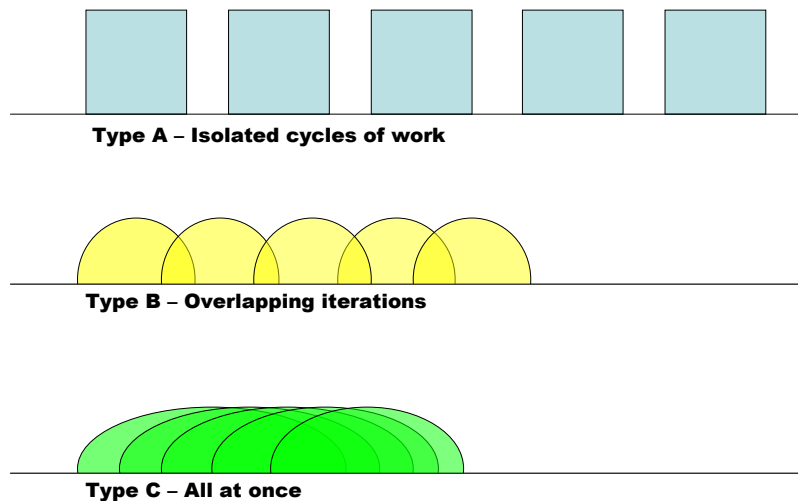 Type A – Isolated cycles of work
Type B – Overlapping iterations
Type C – All at once